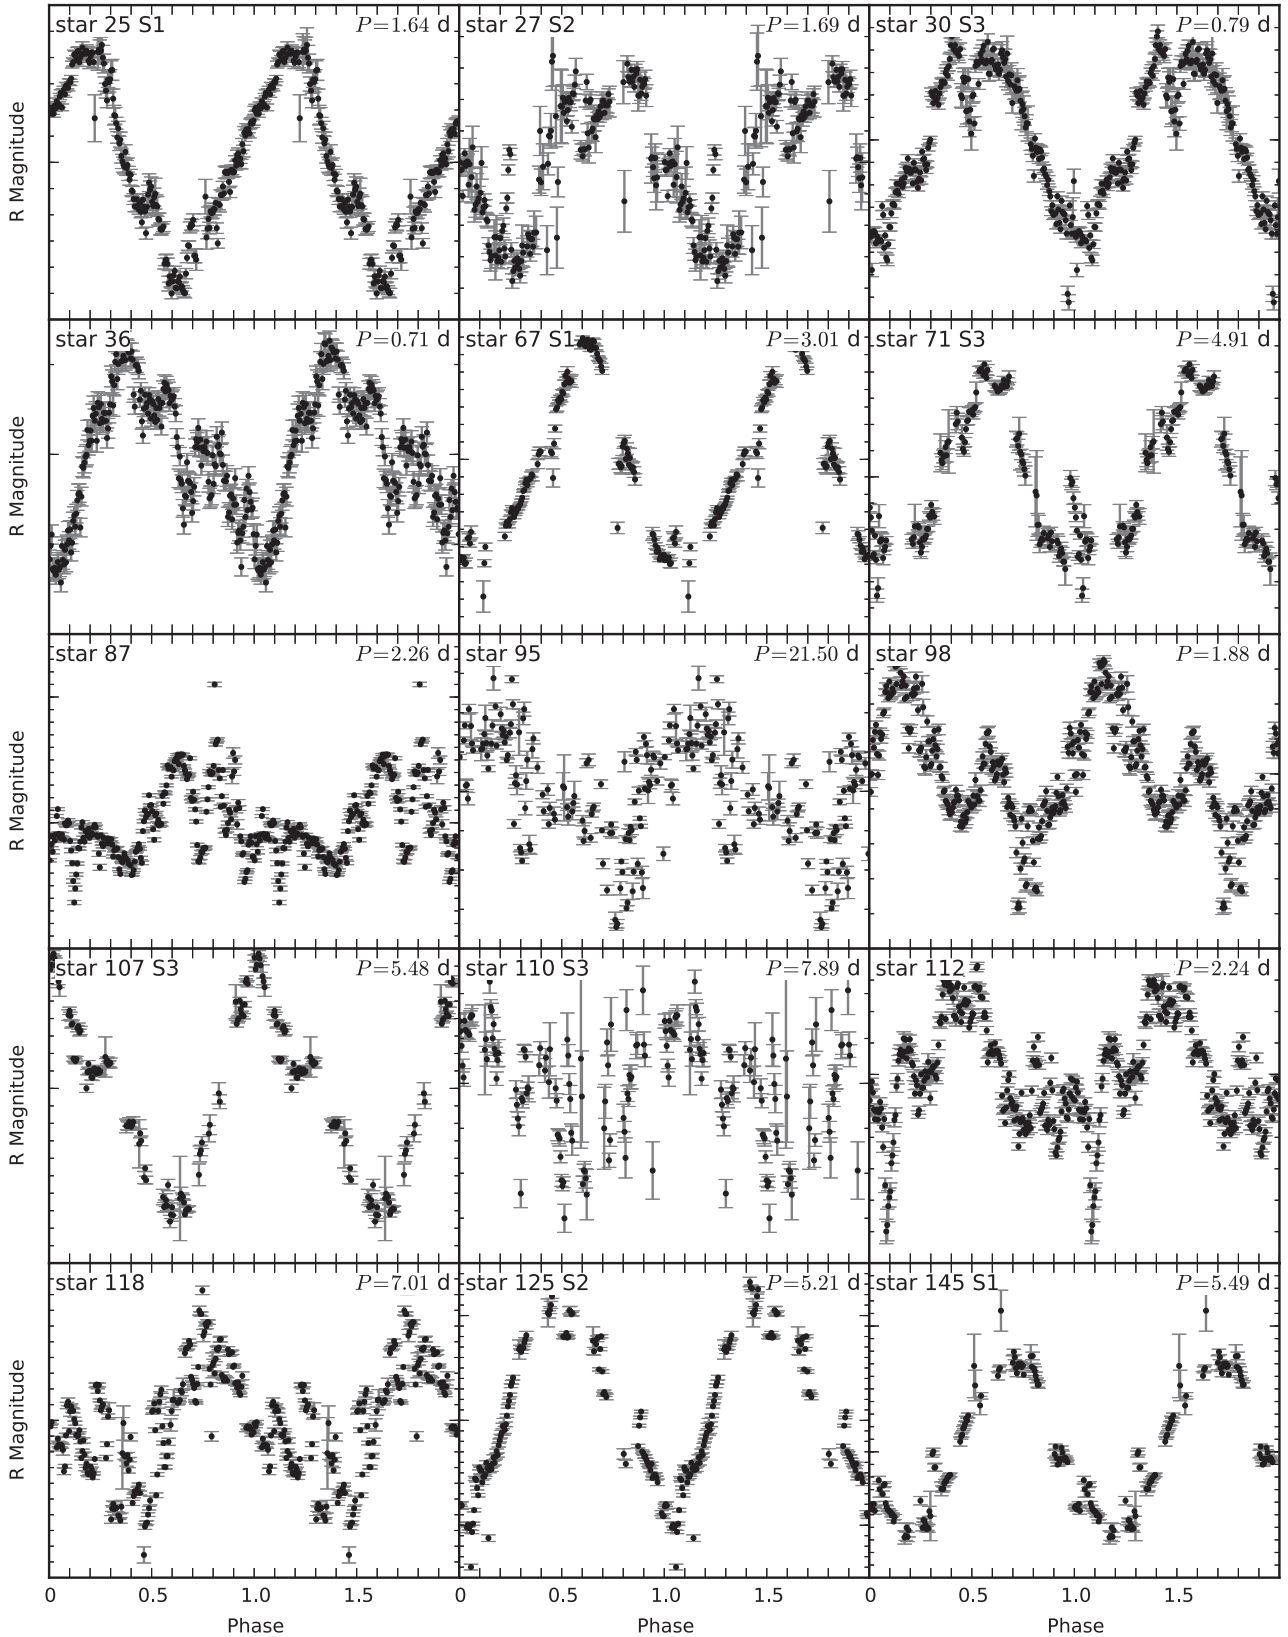 star 25 S1 P=1.64 d
star 27 S2 P=1.69 d
star 30 S3 P=0.79 d
R Magnitude
star 36 P=0.71 d
star 67 S1 P=3.01 d
star 71 S3 P=4.91 d
R Magnitude
star 87 P=2.26 d
star 95 P=21.50 d
star 98 P=1.88 d
R Magnitude
star 107 S3 P=5.48 d
star 110 S3 P=7.89 d
star 112 P=2.24 d
R Magnitude
star 118 P=7.01 d
star 125 S2 P=5.21 d
star 145 S1 P=5.49 d
R Magnitude
0 0.5 1.0 1.5 0 0.5 1.0 1.5 0 0.5 1.0 1.5
Phase Phase Phase